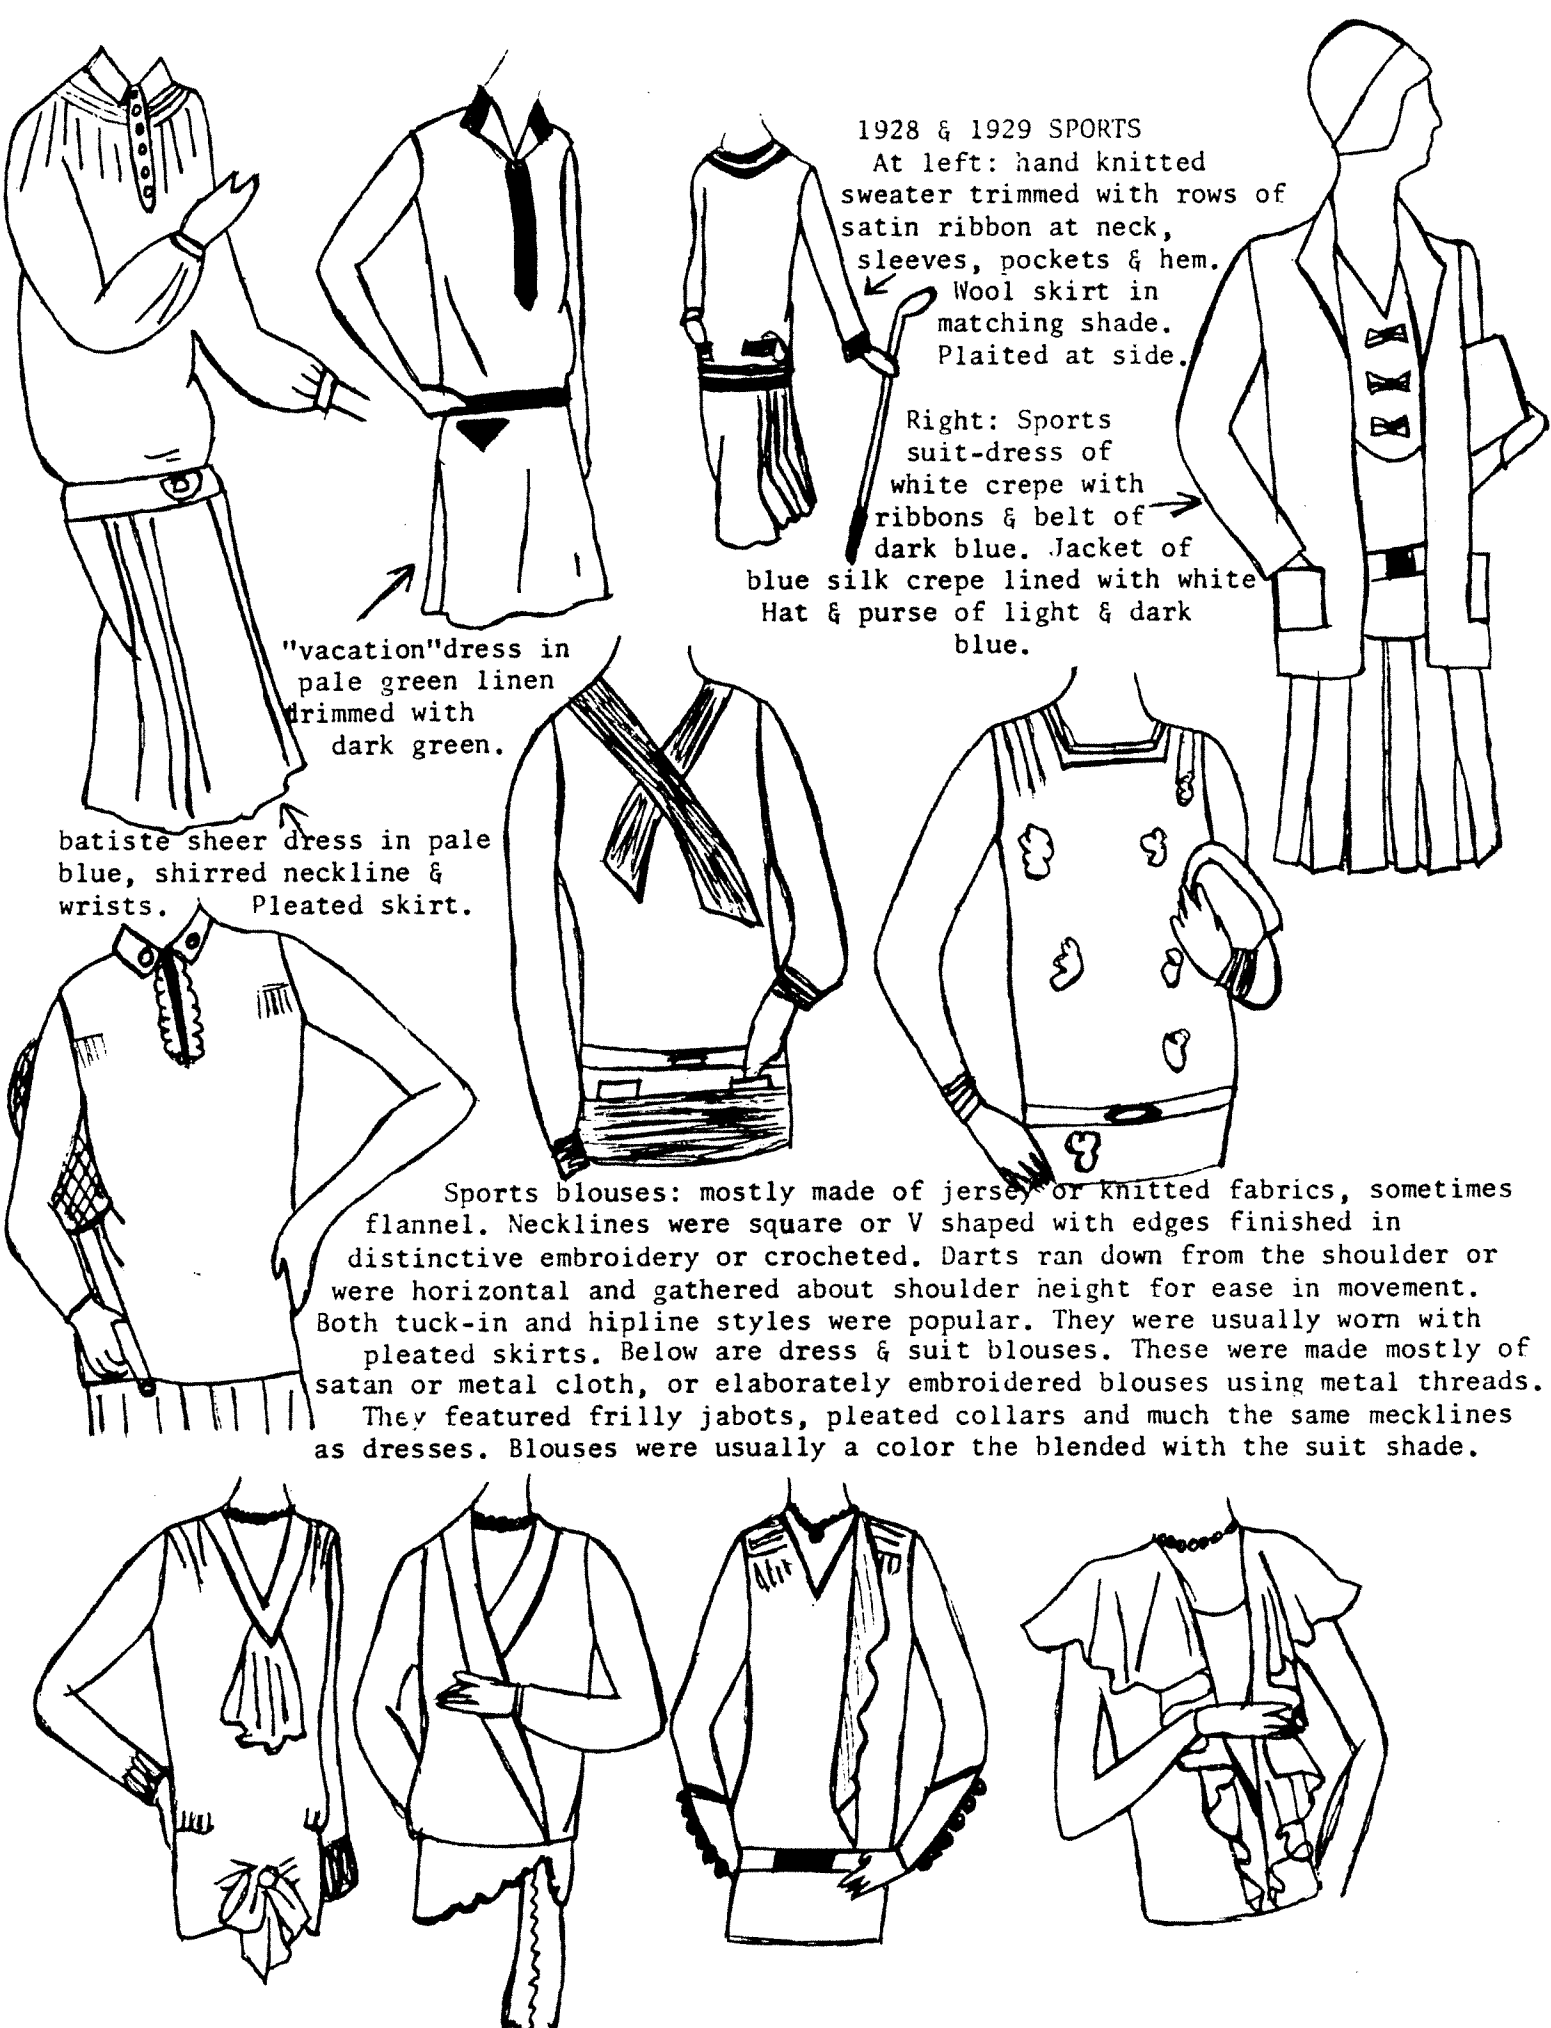 1928 & 1929 SPORTS
At left: hand knitted
sweater trimmed with rows of
satin ribbon at neck,
sleeves, pockets & hem.
Wool skirt in
matching shade.
Plaited at side.
Right: Sports
suit-dress of
white crepe with
ribbons & belt of
dark blue. Jacket of
blue silk crepe lined with white
Hat & purse of light & dark
blue.
"vacation"dress in
pale green linen
trimmed with
dark green.
batiste sheer dress in pale
blue, shirred neckline &
wrists. Pleated skirt.
Sports blouses: mostly made of jersey or knitted fabrics, sometimes
flannel. Necklines were square or V shaped with edges finished in
distinctive embroidery or crocheted. Darts ran down from the shoulder or
were horizontal and gathered about shoulder height for ease in movement.
Both tuck-in and hipline styles were popular. They were usually worn with
pleated skirts. Below are dress & suit blouses. These were made mostly of
satan or metal cloth, or elaborately embroidered blouses using metal threads.
They featured frilly jabots, pleated collars and much the same mecklines
as dresses. Blouses were usually a color the blended with the suit shade.